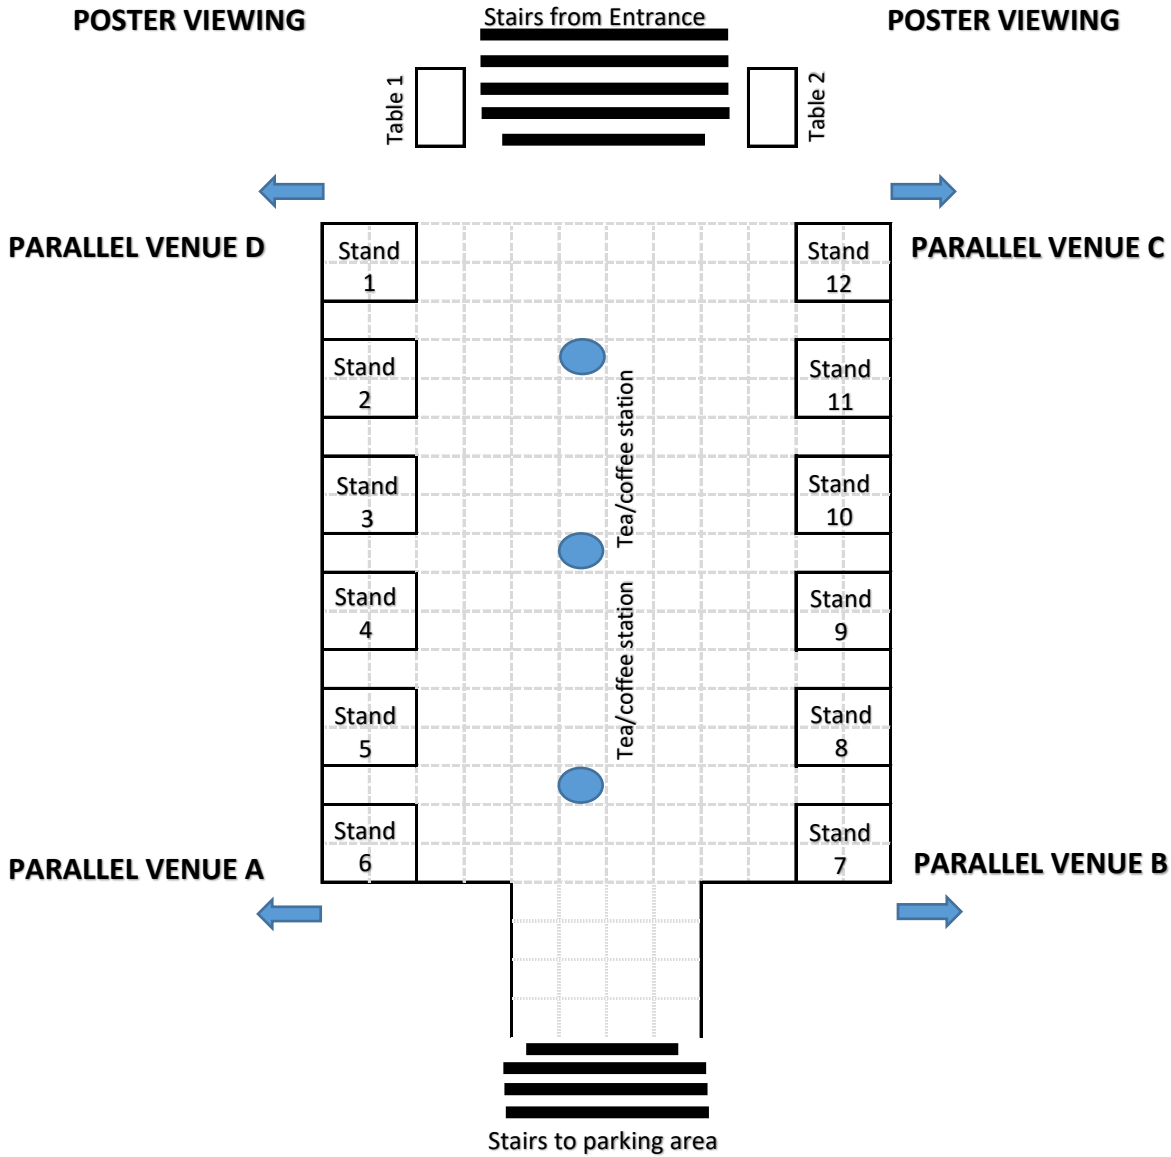 POSTER VIEWING
Stairs from Entrance
POSTER VIEWING
Table 1
Table 2
PARALLEL VENUE D
PARALLEL VENUE C
Stand
1
Stand
12
Stand
2
Stand
11
Tea/coffee station
Stand
3
Stand
10
Stand
4
Stand
9
Tea/coffee station
Stand
5
Stand
8
Stand
6
Stand
7
PARALLEL VENUE A
PARALLEL VENUE B
Stairs to parking area